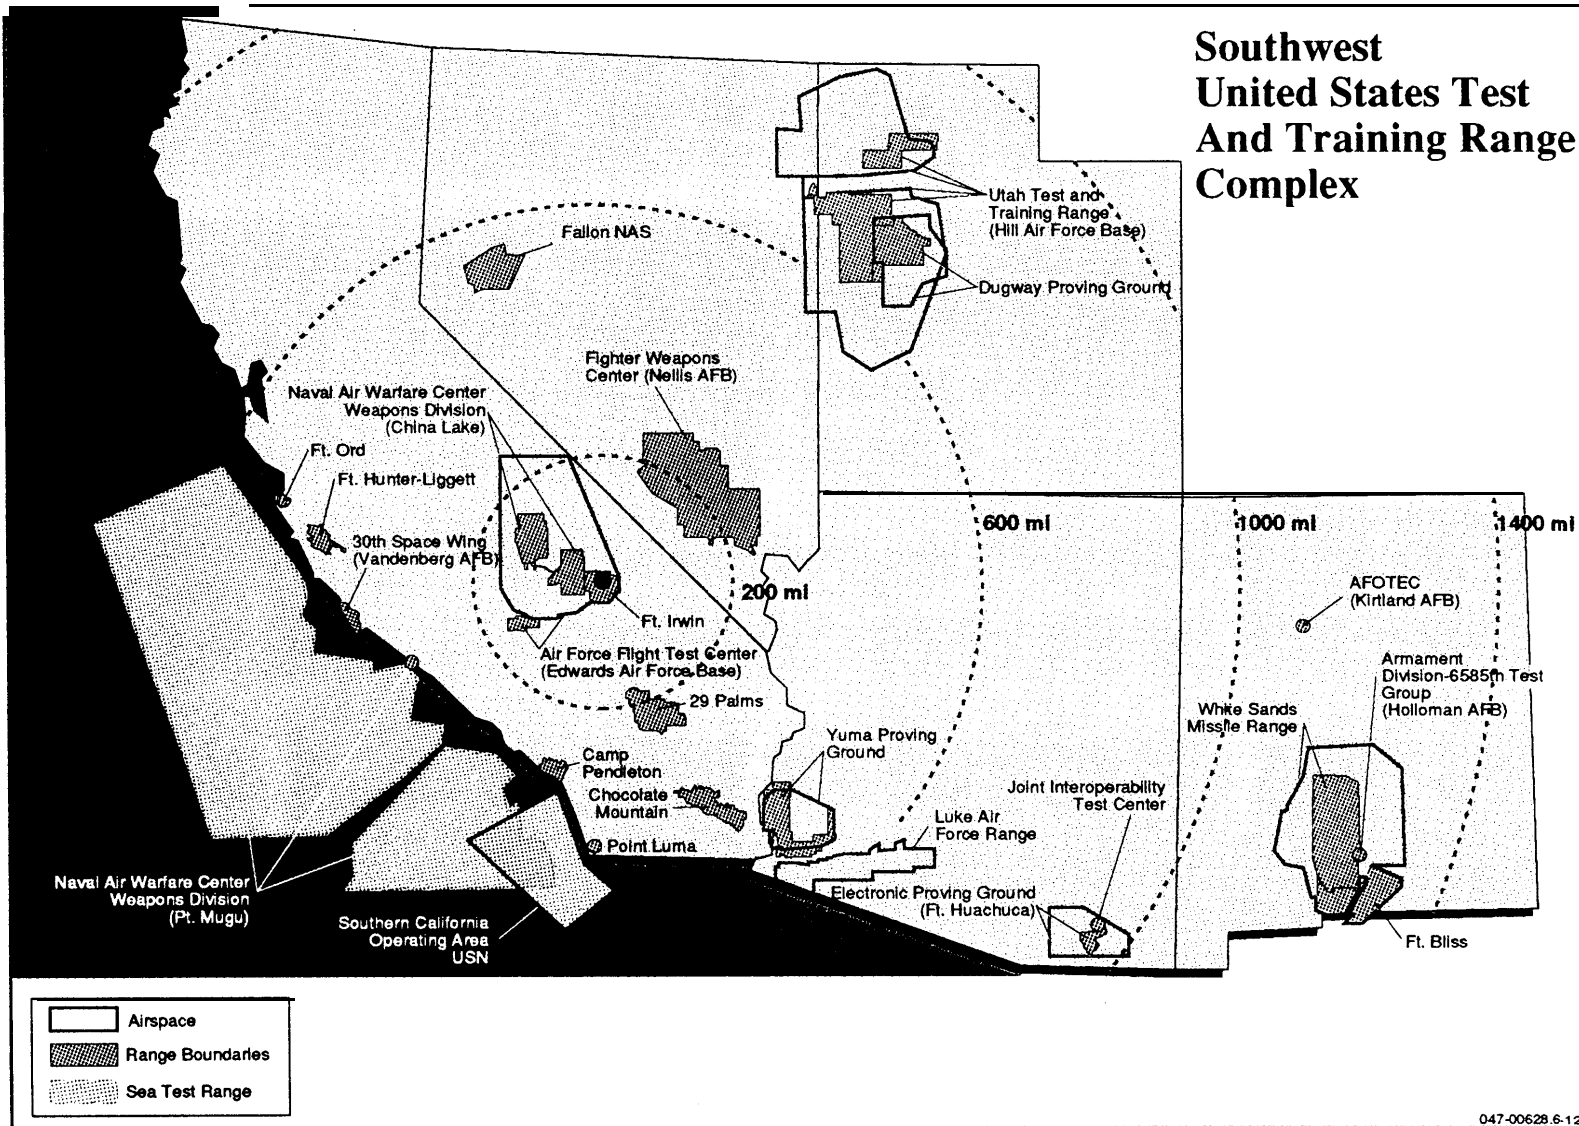 Southwest
United States Test
And Training Range
Complex
Utah Test and
Training Range
(Hill Air Force Base)
Fallon NAS
Dugway Proving Ground
Fighter Weapons
Center (Nellis AFB)
Naval Air Warfare Center
Weapons Division
(China Lake)
Ft. Ord
Ft. Hunter-Liggett
30th Space Wing
(Vandenberg AFB)
600 mi
1000 mi
1400 mi
200 mi
AFOTEC
(Kirtland AFB)
Ft. Irwin
Air Force Flight Test Center
(Edwards Air Force Base)
Armament
Division-6585th Test
Group
(Holloman AFB)
29 Palms
White Sands
Missile Range
Yuma Proving
Ground
Camp
Pendleton
Chocolate
Mountain
Joint Interoperability
Test Center
Luke Air
Force Range
Point Luma
Naval Air Warfare Center
Weapons Division
(Pt. Mugu)
Electronic Proving Ground
(Ft. Huachuca)
Southern California
Operating Area
USN
Ft. Bliss
Airspace
Range Boundaries
Sea Test Range
047-00628.6-12